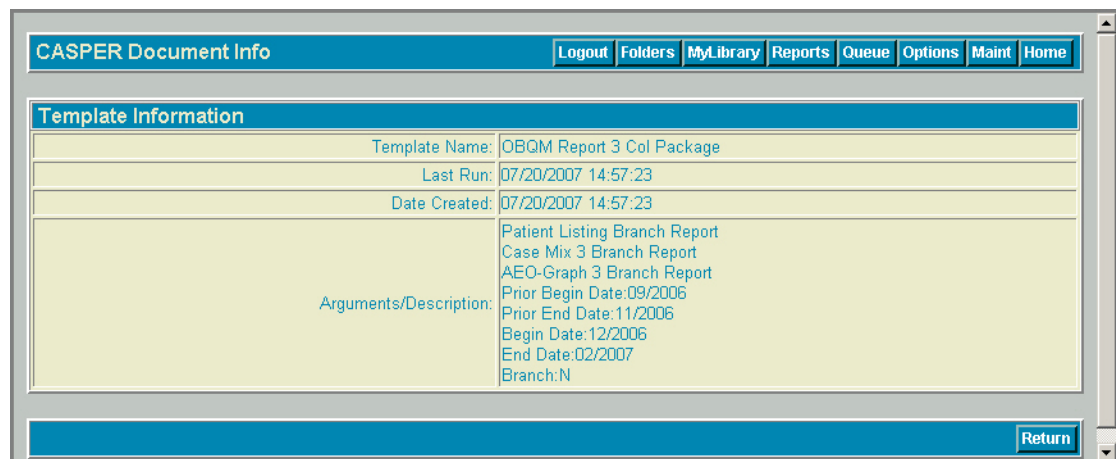 CASPER Document Info
Logout Folders MyLibrary Reports Queue Options Maint Home
Template Information
Template Name: OBQM Report 3 Col Package
Last Run: 07/20/2007 14:57:23
Date Created: 07/20/2007 14:57:23
Arguments/Description:
Patient Listing Branch Report
Case Mix 3 Branch Report
AEO-Graph 3 Branch Report
Prior Begin Date:09/2006
Prior End Date:11/2006
Begin Date:12/2006
End Date:02/2007
Branch:N
Return